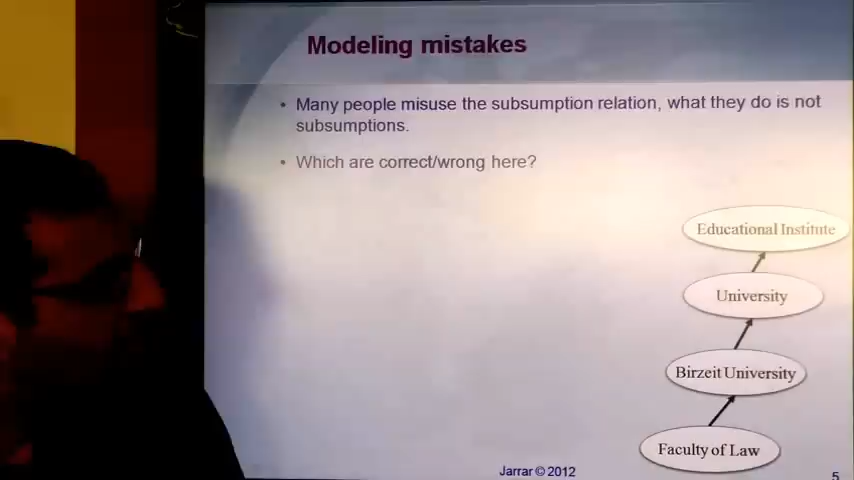 Modeling mistakes
• Many people misuse the subsumption relation, what they do is not
subsumptions.
• Which are correct/wrong here?
Educational Institute
University
Birzeit University
Faculty of Law
Jarrar © 2012
5